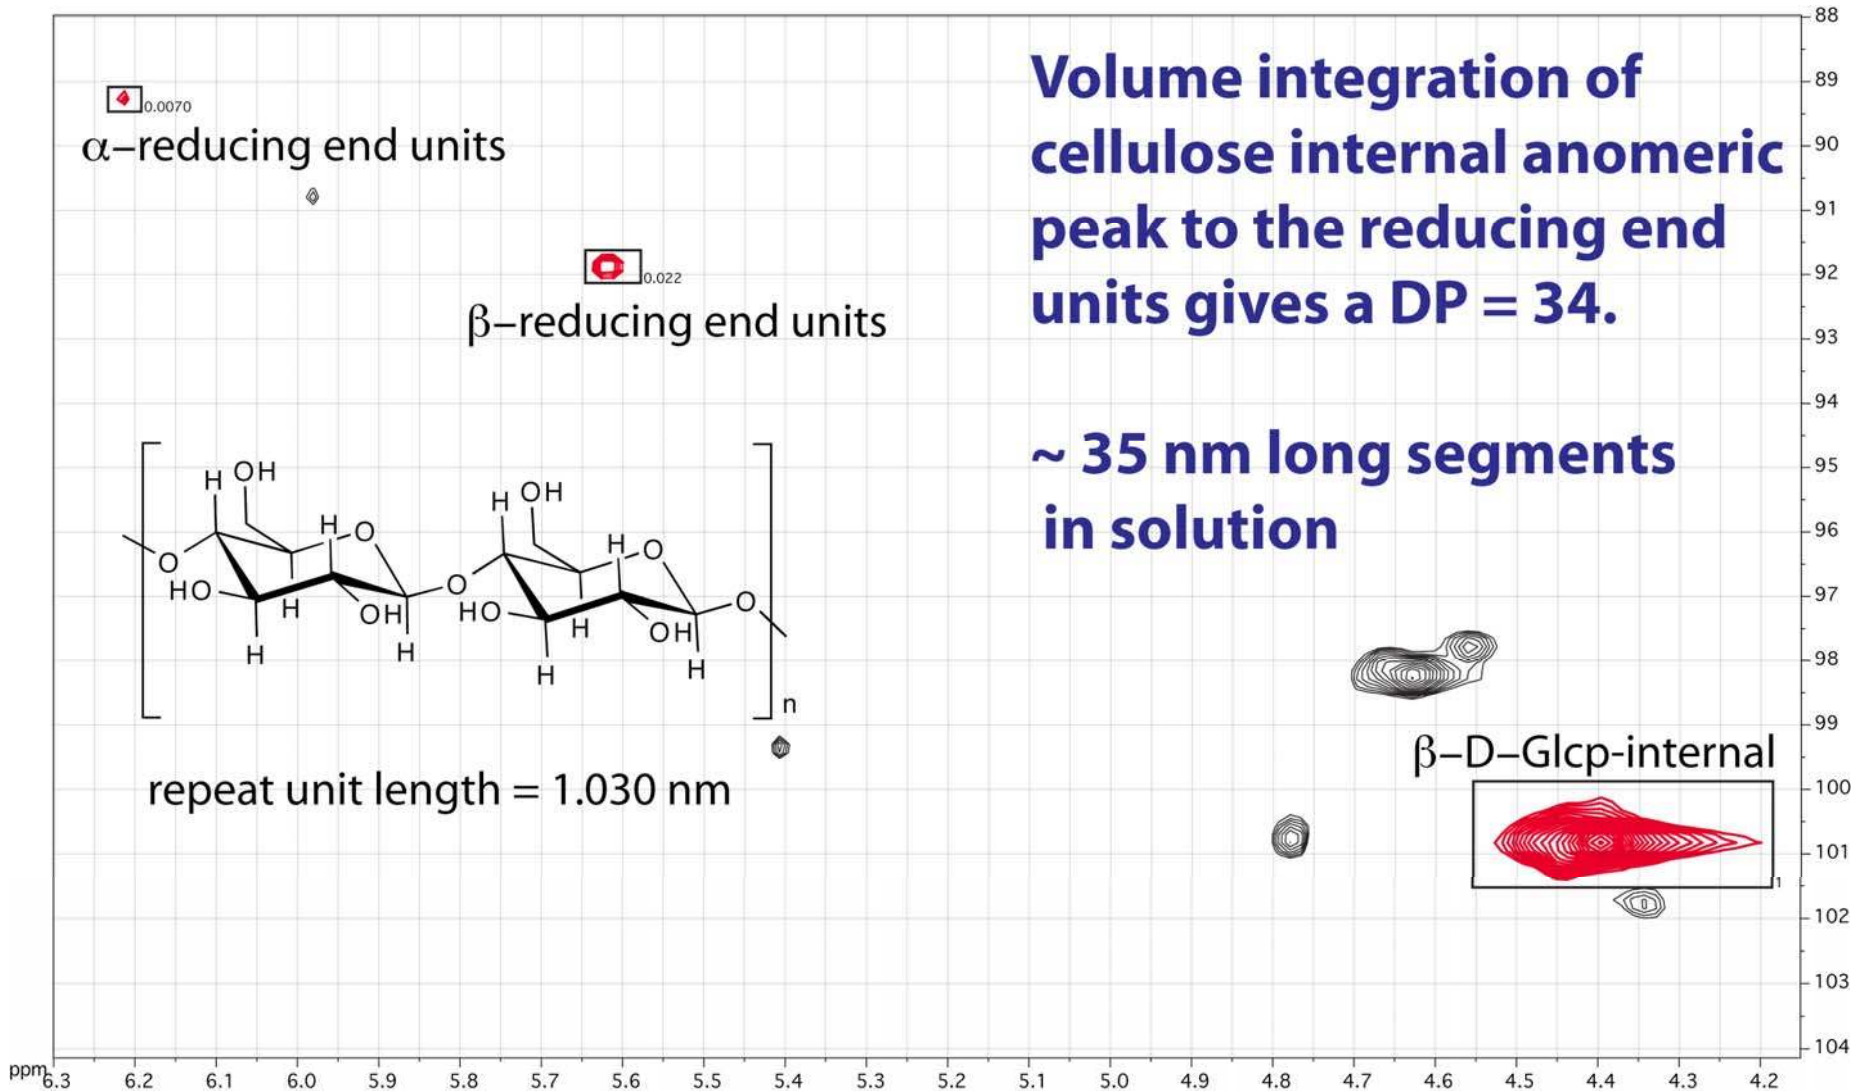 Volume integration of
cellulose internal anomeric
peak to the reducing end
units gives a DP = 34.
~ 35 nm long segments
in solution
0.0070
α–reducing end units
0.022
β–reducing end units
H OH
H OH
H O
H O
O
HO
H
OH
O
HO
H
OH
O
H
H
H
H
n
repeat unit length = 1.030 nm
β–D–Glcp-internal
1
88
89
90
91
92
93
94
95
96
97
98
99
100
101
102
103
104
ppm
6.3 6.2 6.1 6.0 5.9 5.8 5.7 5.6 5.5 5.4 5.3 5.2 5.1 5.0 4.9 4.8 4.7 4.6 4.5 4.4 4.3 4.2